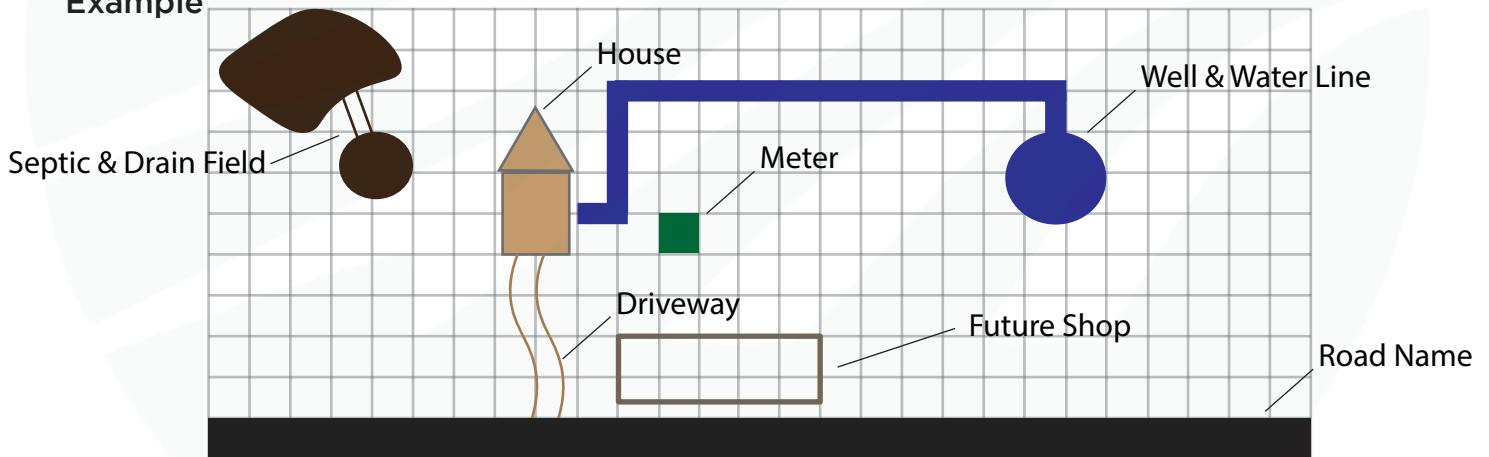 Example
House
Well & Water Line
Meter
Septic & Drain Field
Driveway
Future Shop
Road Name